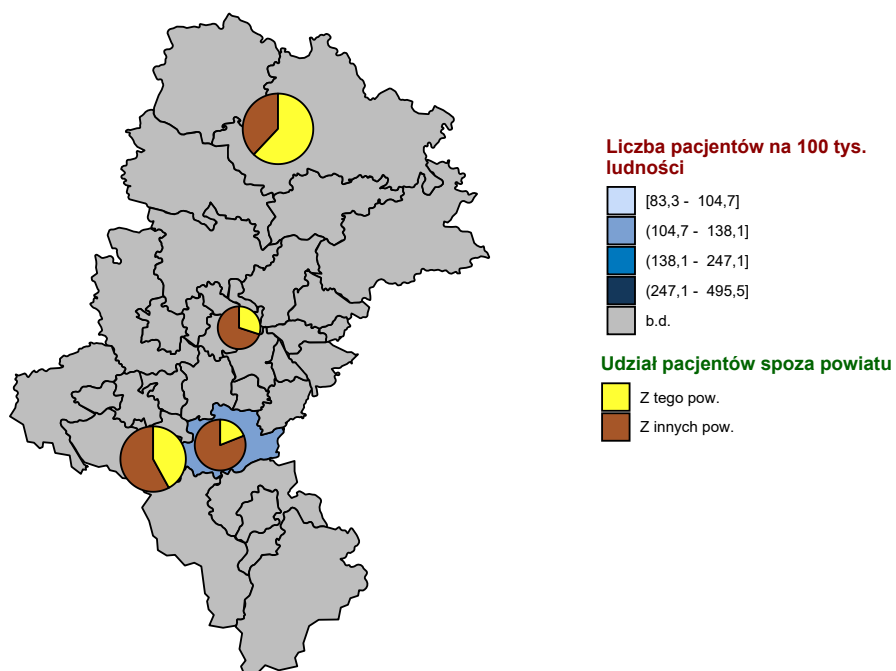 Liczba pacjentów na 100 tys.
ludności
[83,3 - 104,7]
(104,7 - 138,1]
(138,1 - 247,1]
(247,1 - 495,5]
b.d.
Udział pacjentów spoza powiatu
Z tego pow.
Z innych pow.